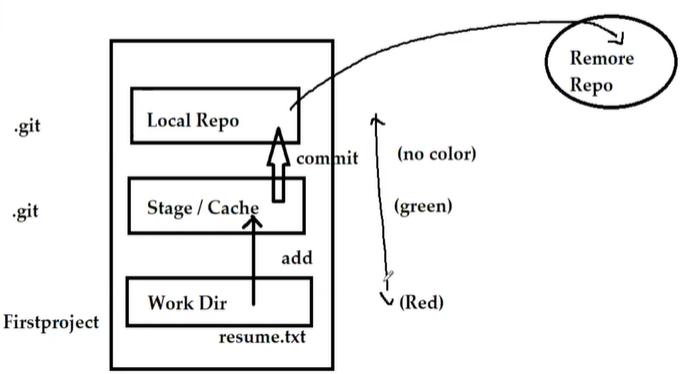 Remore
Repo
.git
Local Repo
commit
(no color)
.git
Stage / Cache
(green)
add
Work Dir
(Red)
Firstproject
resume.txt